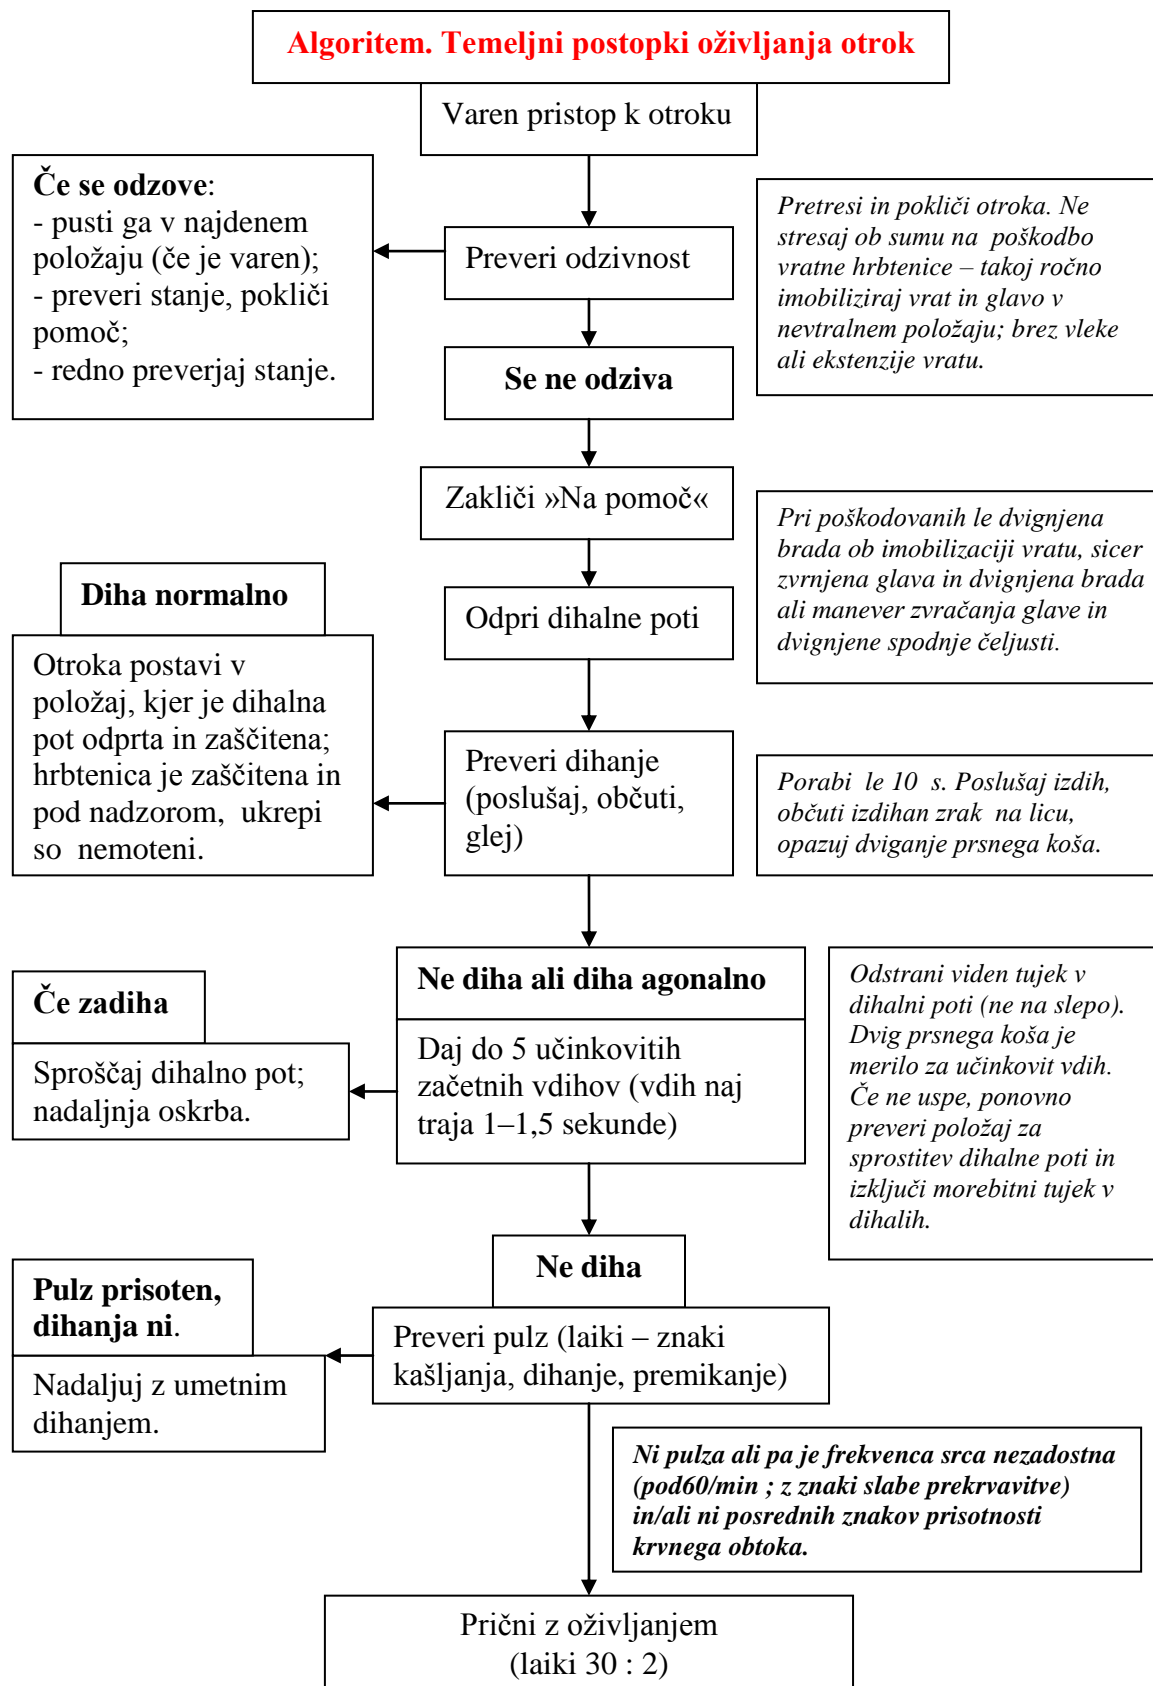 Algoritem. Temeljni postopki oživljanja otrok
Varen pristop k otroku
Če se odzove:
- pusti ga v najdenem
položaju (če je varen);
- preveri stanje, pokliči
pomoč;
- redno preverjaj stanje.
Preveri odzivnost
Pretresi in pokliči otroka. Ne
stresaj ob sumu na  poškodbo
vratne hrbtenice – takoj ročno
imobiliziraj vrat in glavo v
nevtralnem položaju; brez vleke
ali ekstenzije vratu.
Se ne odziva
Zakliči »Na pomoč«
Pri poškodovanih le dvignjena
brada ob imobilizaciji vratu, sicer
zvrnjena glava in dvignjena brada
ali manever zvračanja glave in
dvignjene spodnje čeljusti.
Odpri dihalne poti
Diha normalno
Otroka postavi v
položaj, kjer je dihalna
pot odprta in zaščitena;
hrbtenica je zaščitena in
pod nadzorom,  ukrepi
so  nemoteni.
Preveri dihanje
(poslušaj, občuti,
glej)
Porabi  le 10  s. Poslušaj izdih,
občuti izdihan zrak  na licu,
opazuj dviganje prsnega koša.
Ne diha ali diha agonalno
Daj do 5 učinkovitih
začetnih vdihov (vdih naj
traja 1–1,5 sekunde)
Če zadiha
Sproščaj dihalno pot;
nadaljnja oskrba.
Odstrani viden tujek v
dihalni poti (ne na slepo).
Dvig prsnega koša je
merilo za učinkovit vdih.
Če ne uspe, ponovno
preveri položaj za
sprostitev dihalne poti in
izključi morebitni tujek v
dihalih.
Ne diha
Preveri pulz (laiki – znaki
kašljanja, dihanje, premikanje)
Pulz prisoten,
dihanja ni.
Nadaljuj z umetnim
dihanjem.
Ni pulza ali pa je frekvenca srca nezadostna
(pod60/min ; z znaki slabe prekrvavitve)
in/ali ni posrednih znakov prisotnosti
krvnega obtoka.
Prični z oživljanjem
(laiki 30 : 2)